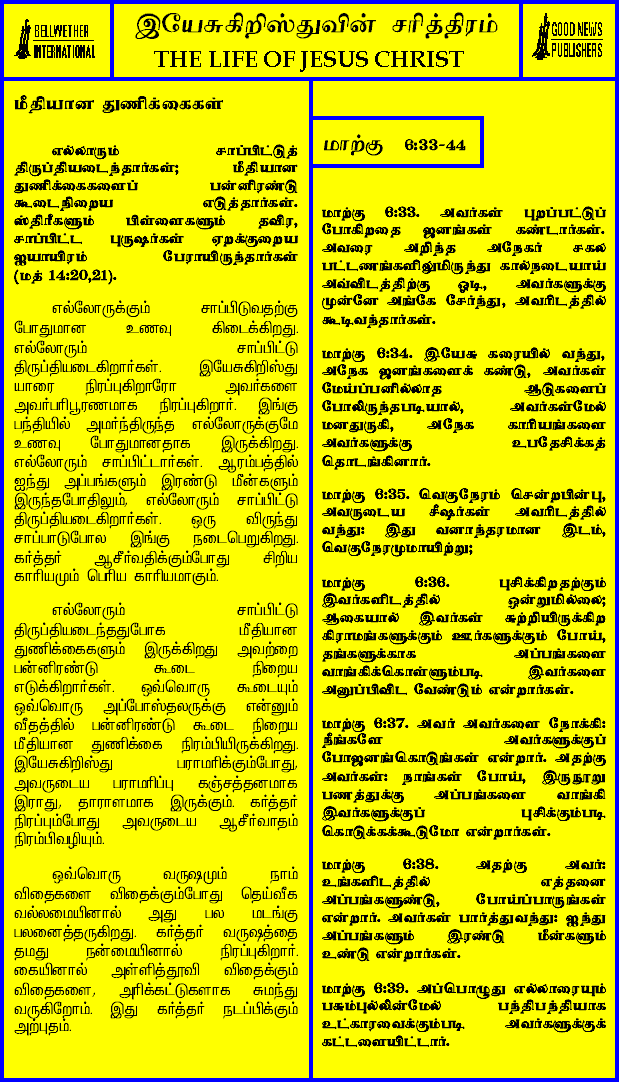 BELLWETHER
INTERNATIONAL
இயேசுகிறிஸ்துவின் சரித்திரம்
THE LIFE OF JESUS CHRIST
GOOD NEWS
PUBLISHERS
மீதியான துணிக்கைகள்
எல்லாரும் சாப்பிட்டுத்
திருப்தியடைந்தார்கள்; மீதியான
துணிக்கைகளைப் பன்னிரண்டு
கூடைநிறைய எடுத்தார்கள்.
ஸ்திரீகளும் பிள்ளைகளும் தவிர,
சாப்பிட்ட புருஷர்கள் ஏறக்குறைய
ஐயாயிரம் பேராயிருந்தார்கள்
(மத் 14:20,21).
எல்லோருக்கும் சாப்பிடுவதற்கு
போதுமான உணவு கிடைக்கிறது.
எல்லோரும் சாப்பிட்டு
திருப்தியடைகிறார்கள். இயேசுகிறிஸ்து
யாரை நிரப்புகிறாரோ அவர்களை
அவர்பரிபூரணமாக நிரப்புகிறார். இங்கு
பந்தியில் அமர்ந்திருந்த எல்லோருக்குமே
உணவு போதுமானதாக இருக்கிறது.
எல்லோரும் சாப்பிட்டார்கள். ஆரம்பத்தில்
ஐந்து அப்பங்களும் இரண்டு மீன்களும்
இருந்தபோதிலும், எல்லோரும் சாப்பிட்டு
திருப்தியடைகிறார்கள். ஒரு விருந்து
சாப்பாடுபோல இங்கு நடைபெறுகிறது.
கர்த்தர் ஆசீர்வதிக்கும்போது சிறிய
காரியமும் பெரிய காரியமாகும்.
எல்லோரும் சாப்பிட்டு
திருப்தியடைந்ததுபோக மீதியான
துணிக்கைகளும் இருக்கிறது அவற்றை
பன்னிரண்டு கூடை நிறைய
எடுக்கிறார்கள். ஒவ்வொரு கூடையும்
ஒவ்வொரு அப்போஸ்தலருக்கு என்னும்
வீதத்தில் பன்னிரண்டு கூடை நிறைய
மீதியான துணிக்கை நிரம்பியிருக்கிறது.
இயேசுகிறிஸ்து பராமரிக்கும்போது,
அவருடைய பராமரிப்பு கஞ்சத்தனமாக
இராது, தாராளமாக இருக்கும். கர்த்தர்
நிரப்பும்போது அவருடைய ஆசீர்வாதம்
நிரம்பிவழியும்.
ஒவ்வொரு வருஷமும் நாம்
விதைகளை விதைக்கும்போது தெய்வீக
வல்லமையினால் அது பல மடங்கு
பலனைத்தருகிறது. கர்த்தர் வருஷத்தை
தமது நன்மையினால் நிரப்புகிறார்.
கையினால் அள்ளித்தூவி விதைக்கும்
விதைகளை, அரிக்கட்டுகளாக சுமந்து
வருகிறோம். இது கர்த்தர் நடப்பிக்கும்
அற்புதம்.
மாற்கு 6:33-44
மாற்கு 6:33. அவர்கள் புறப்பட்டுப்
போகிறதை ஜனங்கள் கண்டார்கள்.
அவரை அறிந்த அநேகர் சகல
பட்டணங்களிலுமிருந்து கால்நடையாய்
அவ்விடத்திற்கு ஓடி, அவர்களுக்கு
முன்னே அங்கே சேர்ந்து, அவரிடத்தில்
கூடிவந்தார்கள்.
மாற்கு 6:34. இயேசு கரையில் வந்து,
அநேக ஜனங்களைக் கண்டு, அவர்கள்
மேய்ப்பனில்லாத ஆடுகளைப்
போலிருந்தபடியால், அவர்கள்மேல்
மனதுருகி, அநேக காரியங்களை
அவர்களுக்கு உபதேசிக்கத்
தொடங்கினார்.
மாற்கு 6:35. வெகுநேரம் சென்றபின்பு,
அவருடைய சீஷர்கள் அவரிடத்தில்
வந்து: இது வனாந்தரமான இடம்,
வெகுநேரமுமாயிற்று;
மாற்கு 6:36. புசிக்கிறதற்கும்
இவர்களிடத்தில் ஒன்றுமில்லை;
ஆகையால் இவர்கள் சுற்றியிருக்கிற
கிராமங்களுக்கும் ஊர்களுக்கும் போய்,
தங்களுக்காக அப்பங்களை
வாங்கிக்கொள்ளும்படி இவர்களை
அனுப்பிவிட வேண்டும் என்றார்கள்.
மாற்கு 6:37. அவர் அவர்களை நோக்கி:
நீங்களே அவர்களுக்குப்
போஜனங்கொடுங்கள் என்றார். அதற்கு
அவர்கள்: நாங்கள் போய், இருநூறு
பணத்துக்கு அப்பங்களை வாங்கி
இவர்களுக்குப் புசிக்கும்படி
கொடுக்கக்கூடுமோ என்றார்கள்.
மாற்கு 6:38. அதற்கு அவர்:
உங்களிடத்தில் எத்தனை
அப்பங்களுண்டு, போய்ப்பாருங்கள்
என்றார். அவர்கள் பார்த்துவந்து: ஐந்து
அப்பங்களும் இரண்டு மீன்களும்
உண்டு என்றார்கள்.
மாற்கு 6:39. அப்பொழுது எல்லாரையும்
பசும்புல்லின்மேல் பந்திபந்தியாக
உட்காரவைக்கும்படி அவர்களுக்குக்
கட்டளையிட்டார்.